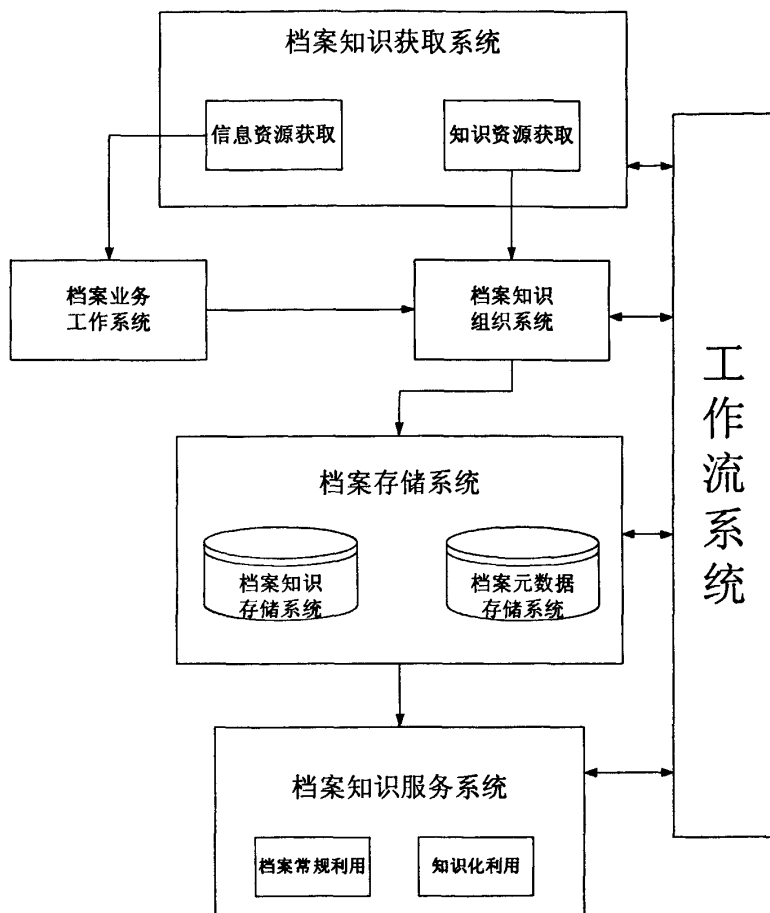 档案知识获取系统
信息资源获取
知识资源获取
档案业务
工作系统
档案知识
组织系统
工作流系统
档案存储系统
档案知识
存储系统
档案元数据
存储系统
档案知识服务系统
档案常规利用
知识化利用